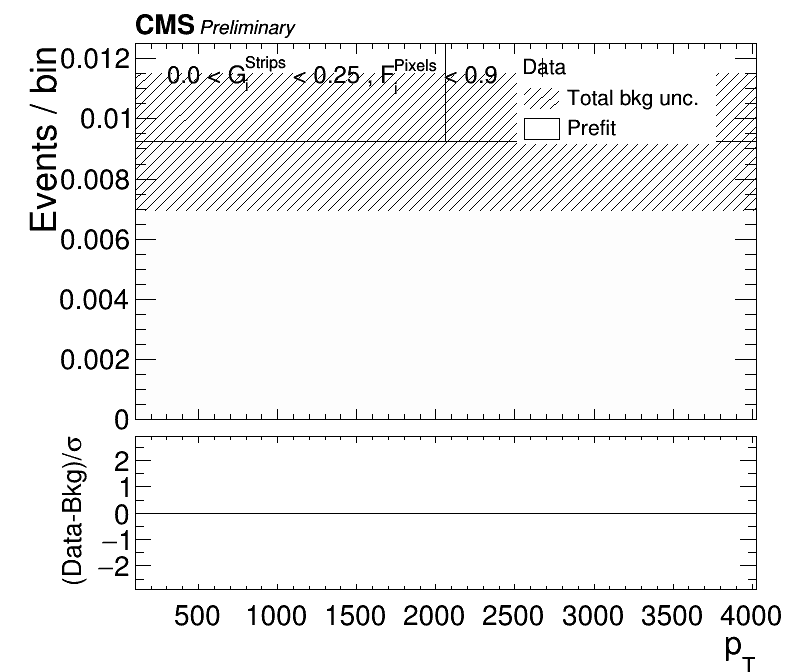 CMS Preliminary
Events / bin
0.012
0.01
0.008
0.006
0.004
0.002
0
0.0 < G_i^Strips < 0.25 , F_i^Pixels < 0.9
Data
Total bkg unc.
Prefit
(Data-Bkg)/σ
2
1
0
−1
−2
500 1000 1500 2000 2500 3000 3500 4000
p_T